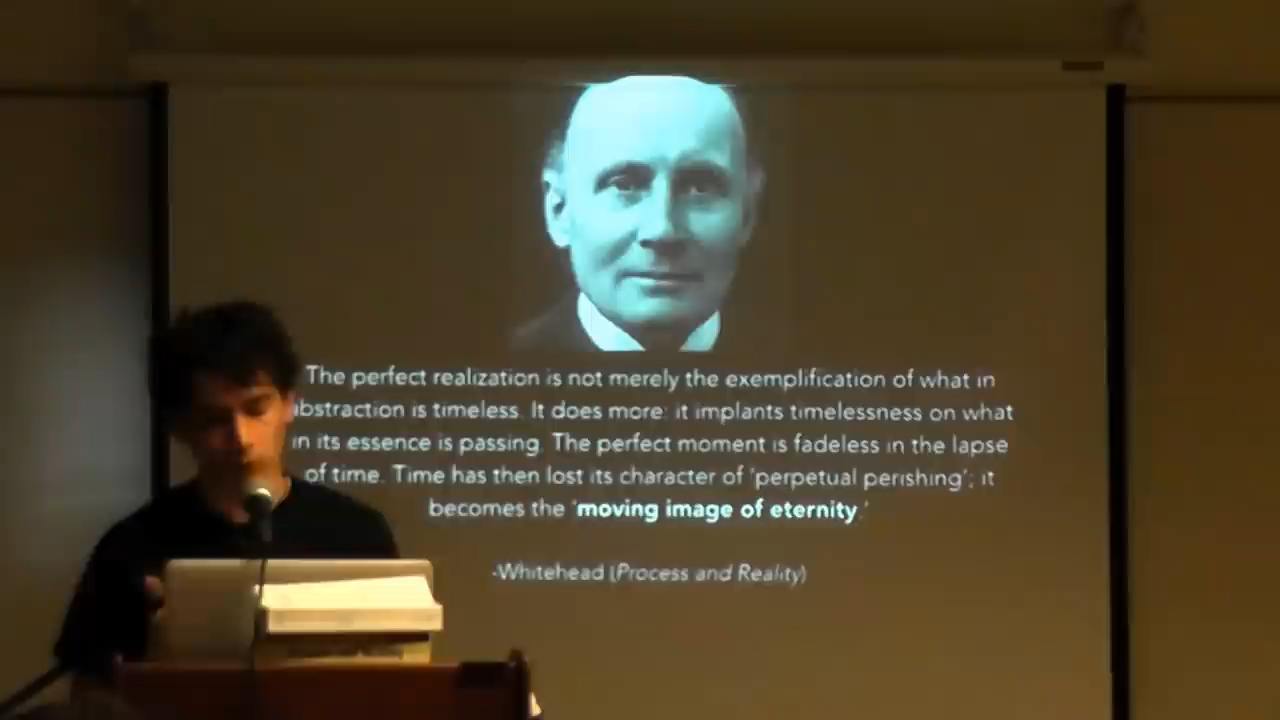 The perfect realization is not merely the exemplification of what in
abstraction is timeless. It does more: it implants timelessness on what
in its essence is passing. The perfect moment is fadeless in the lapse
of time. Time has then lost its character of 'perpetual perishing'; it
becomes the 'moving image of eternity.'
-Whitehead (Process and Reality)